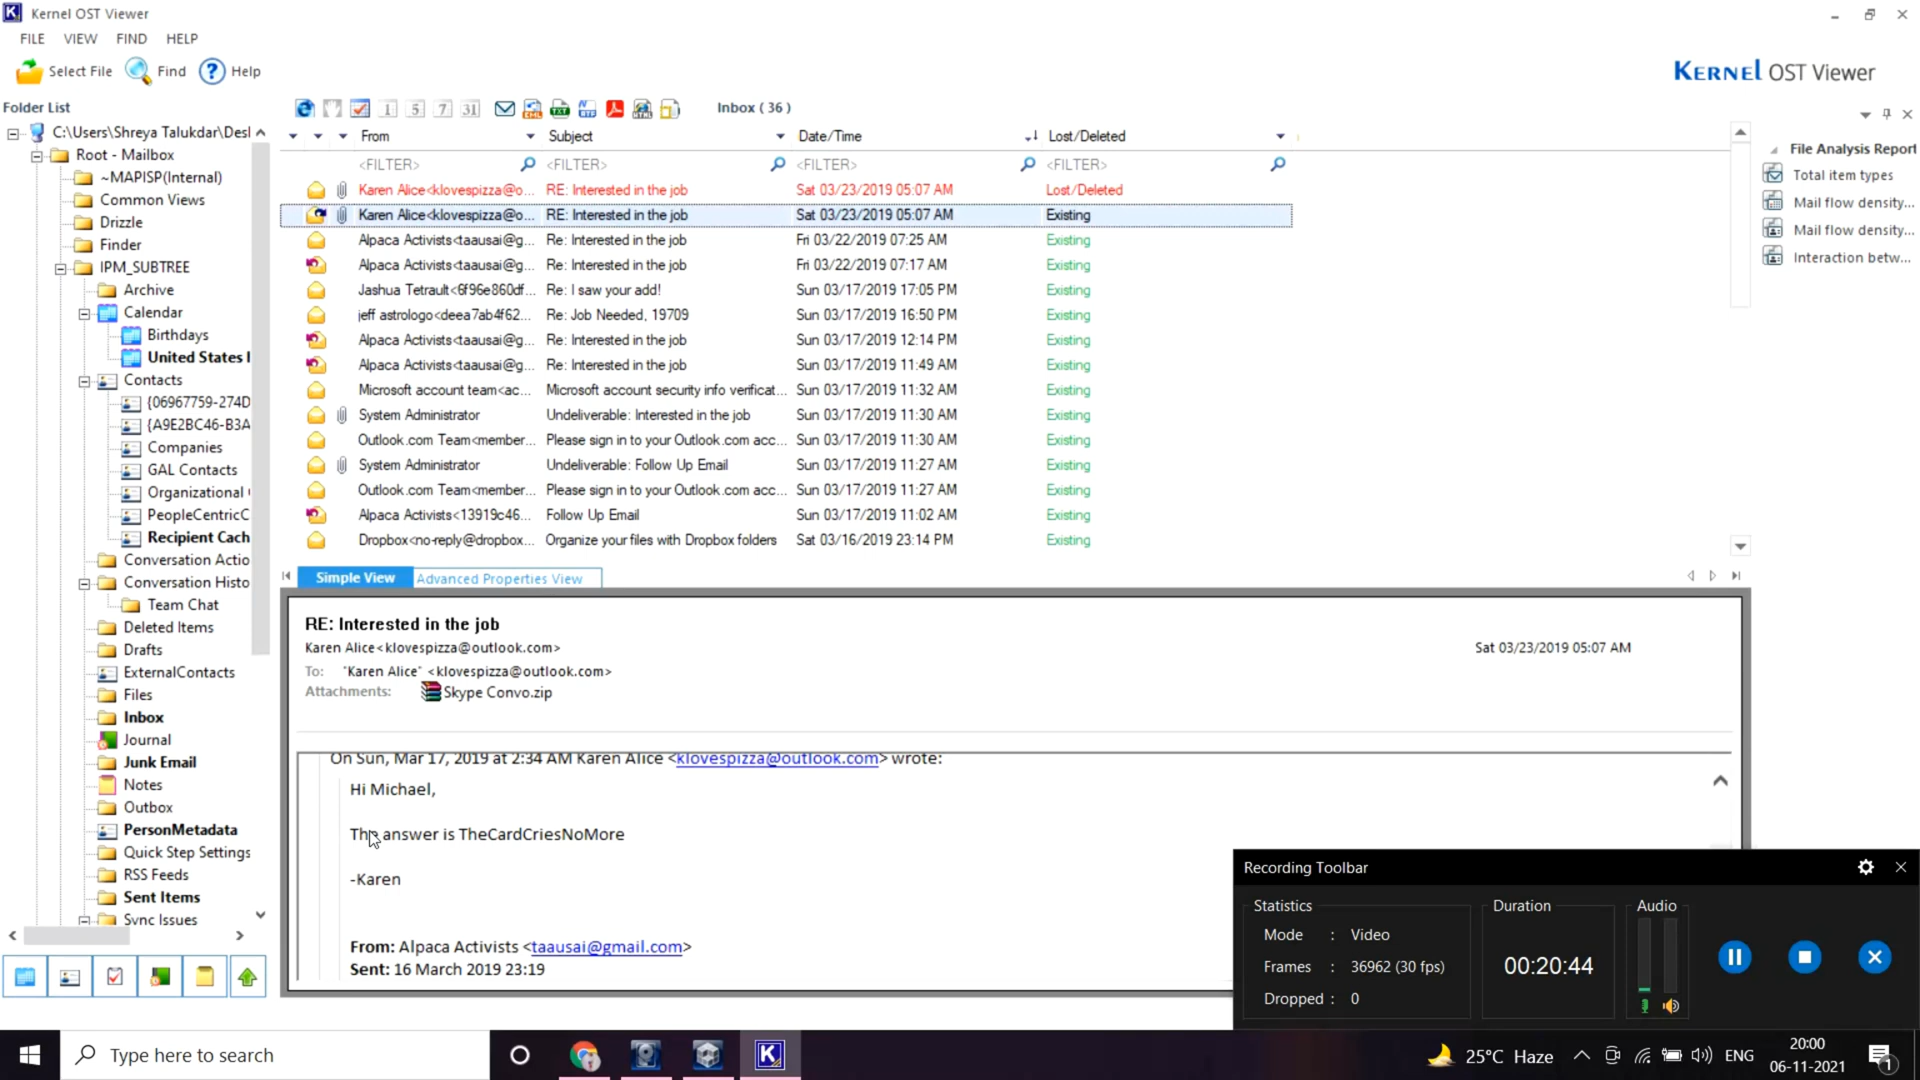 Kernel OST Viewer
FILE VIEW FIND HELP
Select File Find Help
KERNEL OST Viewer
Folder List
C:\Users\Shreya Talukdar\Desl
Root - Mailbox
~MAPISP(Internal)
Common Views
Drizzle
Finder
IPM_SUBTREE
Archive
Calendar
Birthdays
United States I
Contacts
{06967759-274D
{A9E2BC46-B3A
Companies
GAL Contacts
Organizational
PeopleCentricC
Recipient Cach
Conversation Actio
Conversation Histo
Team Chat
Deleted Items
Drafts
ExternalContacts
Files
Inbox
Journal
Junk Email
Notes
Outbox
PersonMetadata
Quick Step Settings
RSS Feeds
Sent Items
Sync Issues
1 5 7 31 Inbox ( 36 )
From Subject Date/Time Lost/Deleted
<FILTER> <FILTER> <FILTER> <FILTER>
Karen Alice<klovespizza@o... RE: Interested in the job Sat 03/23/2019 05:07 AM Lost/Deleted
Karen Alice<klovespizza@o... RE: Interested in the job Sat 03/23/2019 05:07 AM Existing
Alpaca Activists<taausai@g... Re: Interested in the job Fri 03/22/2019 07:25 AM Existing
Alpaca Activists<taausai@g... Re: Interested in the job Fri 03/22/2019 07:17 AM Existing
Jashua Tetrault<6f96e860df... Re: I saw your add! Sun 03/17/2019 17:05 PM Existing
jeff astrologo<deea7ab4f62... Re: Job Needed, 19709 Sun 03/17/2019 16:50 PM Existing
Alpaca Activists<taausai@g... Re: Interested in the job Sun 03/17/2019 12:14 PM Existing
Alpaca Activists<taausai@g... Re: Interested in the job Sun 03/17/2019 11:49 AM Existing
Microsoft account team<ac... Microsoft account security info verificat... Sun 03/17/2019 11:32 AM Existing
System Administrator Undeliverable: Interested in the job Sun 03/17/2019 11:30 AM Existing
Outlook.com Team<member... Please sign in to your Outlook.com acc... Sun 03/17/2019 11:30 AM Existing
System Administrator Undeliverable: Follow Up Email Sun 03/17/2019 11:27 AM Existing
Outlook.com Team<member... Please sign in to your Outlook.com acc... Sun 03/17/2019 11:27 AM Existing
Alpaca Activists<13919c46... Follow Up Email Sun 03/17/2019 11:02 AM Existing
Dropbox<no-reply@dropbox... Organize your files with Dropbox folders Sat 03/16/2019 23:14 PM Existing
File Analysis Report
Total item types
Mail flow density...
Mail flow density...
Interaction betw...
Simple View Advanced Properties View
RE: Interested in the job
Karen Alice<klovespizza@outlook.com> Sat 03/23/2019 05:07 AM
To: "Karen Alice" <klovespizza@outlook.com>
Attachments: Skype Convo.zip
On Sun, Mar 17, 2019 at 2:34 AM Karen Alice <klovespizza@outlook.com> wrote:
Hi Michael,
The answer is TheCardCriesNoMore
-Karen
From: Alpaca Activists <taausai@gmail.com>
Sent: 16 March 2019 23:19
Recording Toolbar
Statistics Duration Audio
Mode : Video
Frames : 36962 (30 fps) 00:20:44
Dropped : 0
Type here to search
25°C Haze ENG 20:00
06-11-2021
1